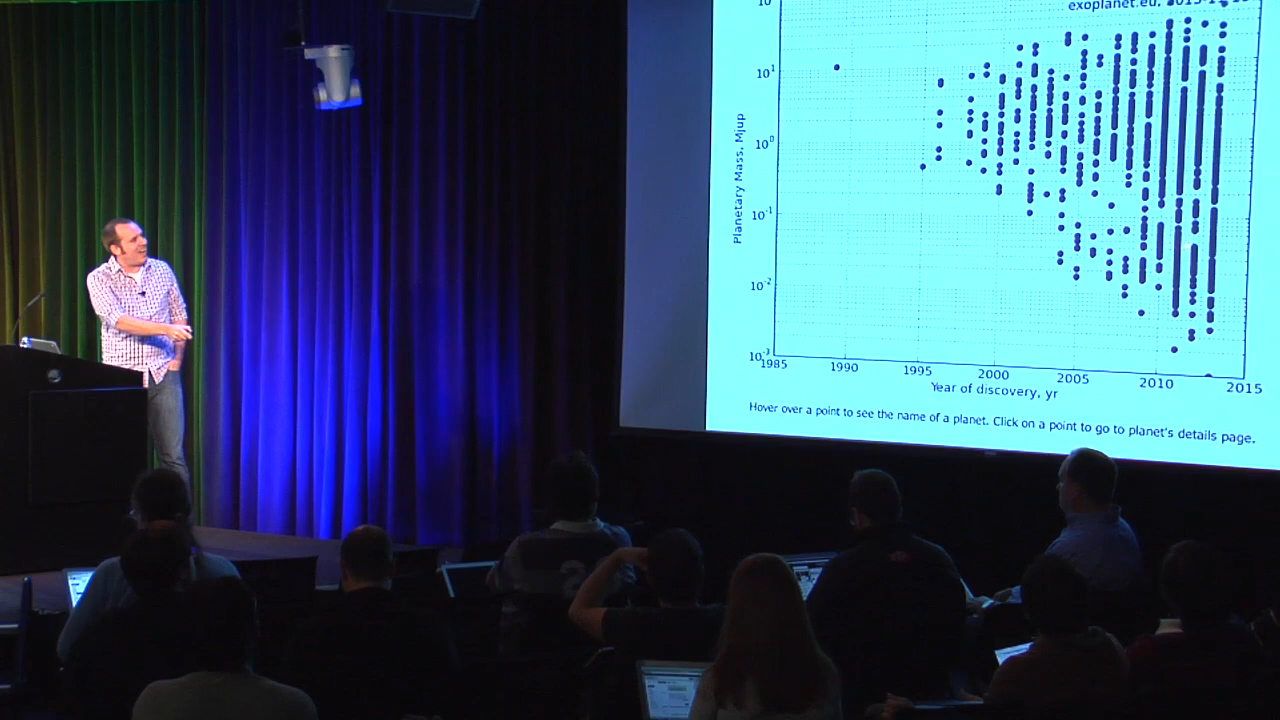 exoplanet.eu,
10
10¹
10⁰
10⁻¹
10⁻²
10⁻³
Planetary Mass, Mjup
1985 1990 1995 2000 2005 2010 2015
Year of discovery, yr
Hover over a point to see the name of a planet. Click on a point to go to planet's details page.
2